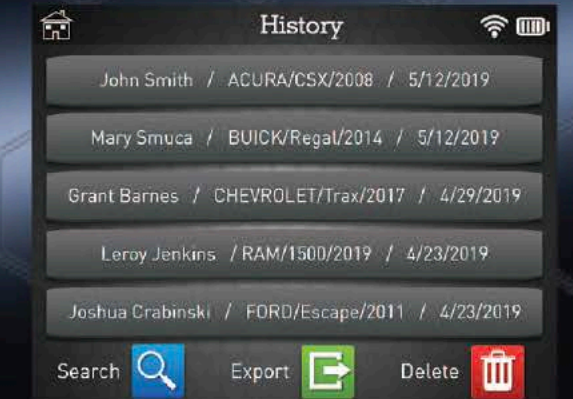 History
John Smith / ACURA/CSX/2008 / 5/12/2019
Mary Smuca / BUICK/Regal/2014 / 5/12/2019
Grant Barnes / CHEVROLET/Trax/2017 / 4/29/2019
Leroy Jenkins / RAM/1500/2019 / 4/23/2019
Joshua Crabinski / FORD/Escape/2011 / 4/23/2019
Search Export Delete